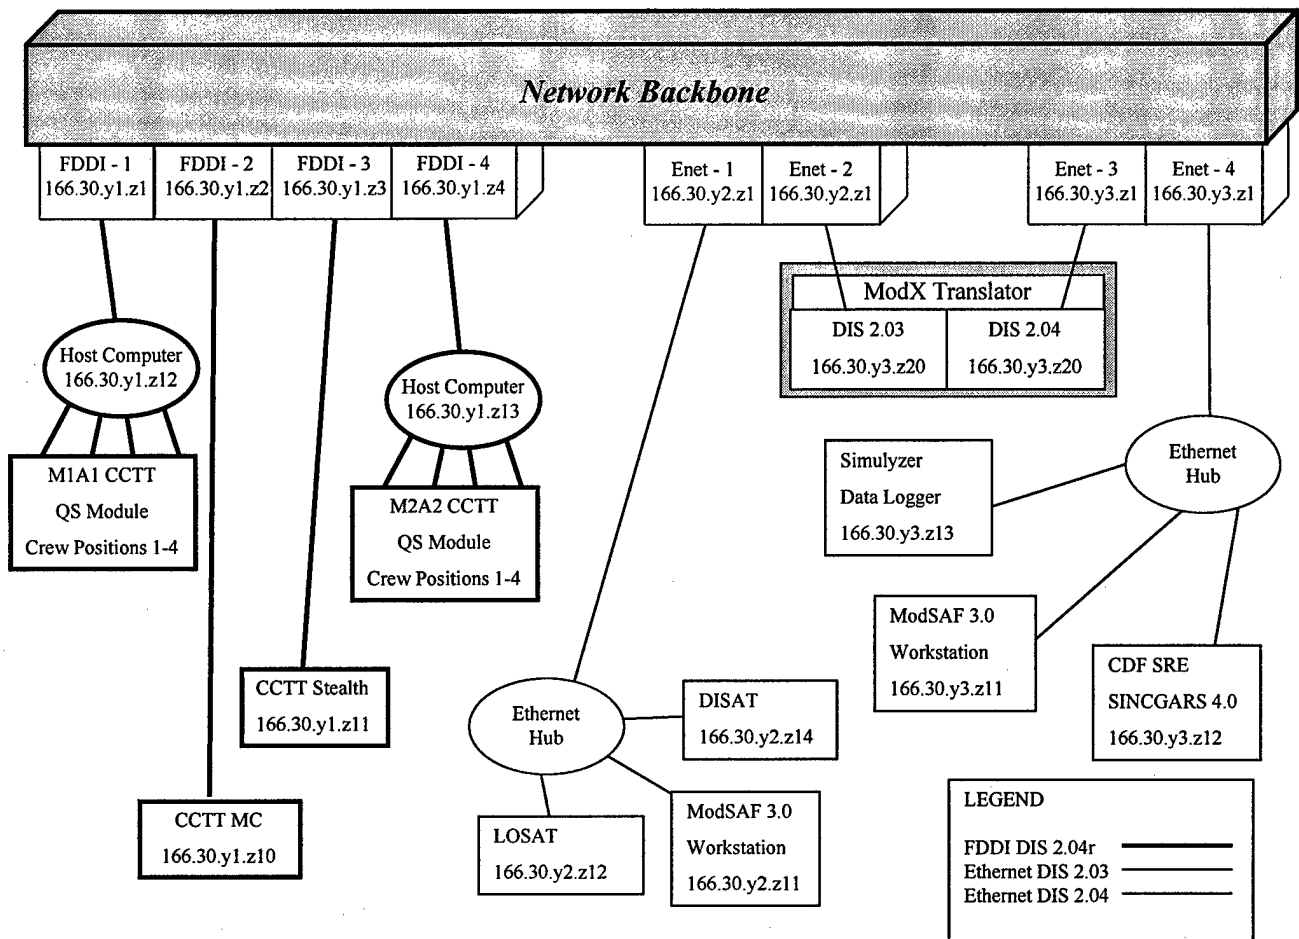 Network Backbone
FDDI - 1
166.30.y1.z1
FDDI - 2
166.30.y1.z2
FDDI - 3
166.30.y1.z3
FDDI - 4
166.30.y1.z4
Enet - 1
166.30.y2.z1
Enet - 2
166.30.y2.z1
Enet - 3
166.30.y3.z1
Enet - 4
166.30.y3.z1
ModX Translator
DIS 2.03
166.30.y3.z20
DIS 2.04
166.30.y3.z20
Host Computer
166.30.y1.z12
Host Computer
166.30.y1.z13
M1A1 CCTT
QS Module
Crew Positions 1-4
M2A2 CCTT
QS Module
Crew Positions 1-4
Simulyzer
Data Logger
166.30.y3.z13
Ethernet
Hub
ModSAF 3.0
Workstation
166.30.y3.z11
CDF SRE
SINCGARS 4.0
166.30.y3.z12
CCTT Stealth
166.30.y1.z11
Ethernet
Hub
DISAT
166.30.y2.z14
CCTT MC
166.30.y1.z10
LOSAT
166.30.y2.z12
ModSAF 3.0
Workstation
166.30.y2.z11
LEGEND
FDDI DIS 2.04r
Ethernet DIS 2.03
Ethernet DIS 2.04